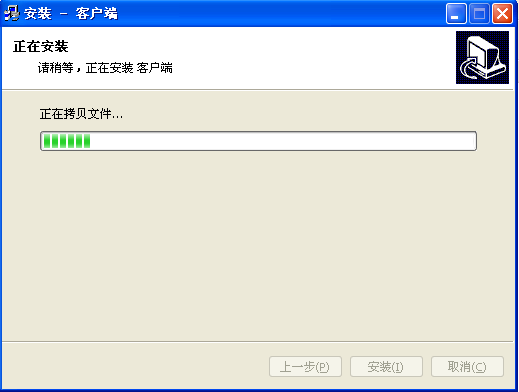 安装 - 客户端
正在安装
请稍等，正在安装 客户端
正在拷贝文件...
上一步(P) 安装(I) 取消(C)